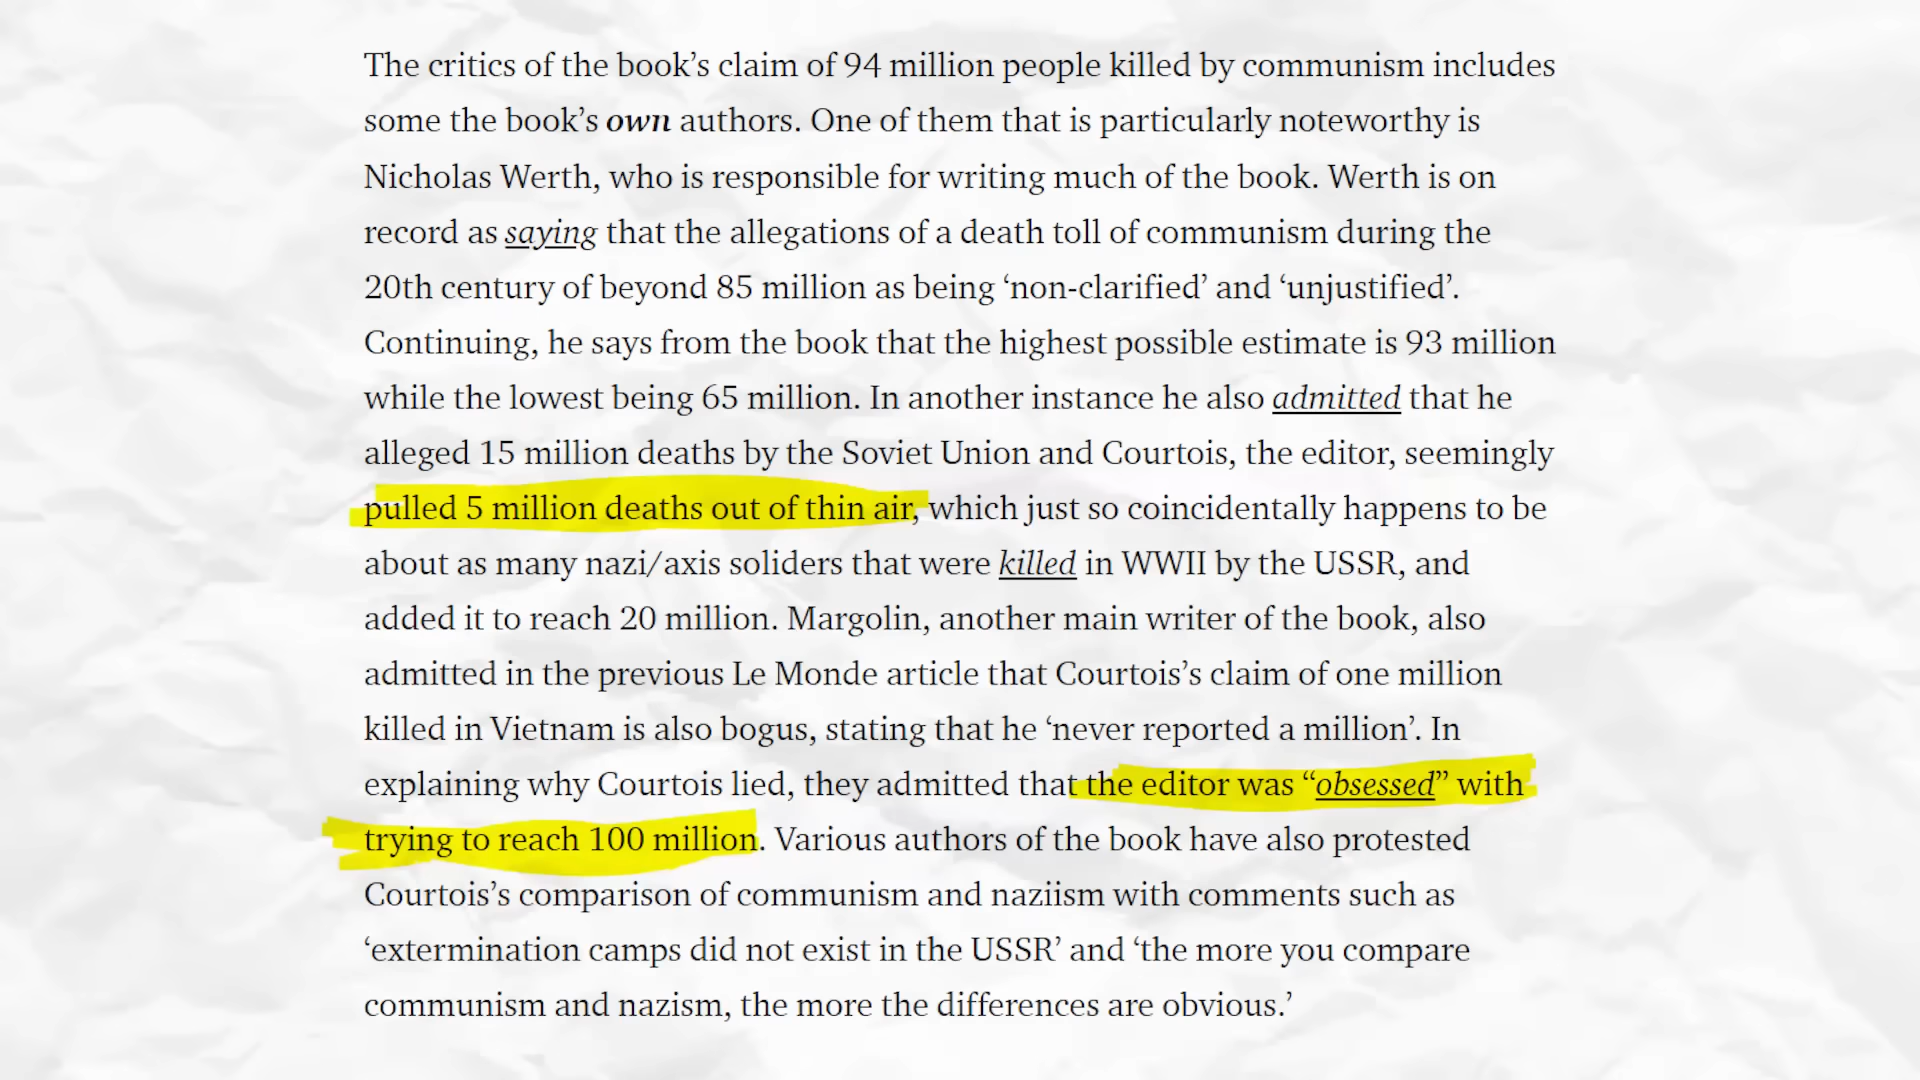 The critics of the book’s claim of 94 million people killed by communism includes
some the book’s own authors. One of them that is particularly noteworthy is
Nicholas Werth, who is responsible for writing much of the book. Werth is on
record as saying that the allegations of a death toll of communism during the
20th century of beyond 85 million as being ‘non-clarified’ and ‘unjustified’.
Continuing, he says from the book that the highest possible estimate is 93 million
while the lowest being 65 million. In another instance he also admitted that he
alleged 15 million deaths by the Soviet Union and Courtois, the editor, seemingly
pulled 5 million deaths out of thin air, which just so coincidentally happens to be
about as many nazi/axis soliders that were killed in WWII by the USSR, and
added it to reach 20 million. Margolin, another main writer of the book, also
admitted in the previous Le Monde article that Courtois’s claim of one million
killed in Vietnam is also bogus, stating that he ‘never reported a million’. In
explaining why Courtois lied, they admitted that the editor was “obsessed” with
trying to reach 100 million. Various authors of the book have also protested
Courtois’s comparison of communism and naziism with comments such as
‘extermination camps did not exist in the USSR’ and ‘the more you compare
communism and nazism, the more the differences are obvious.’